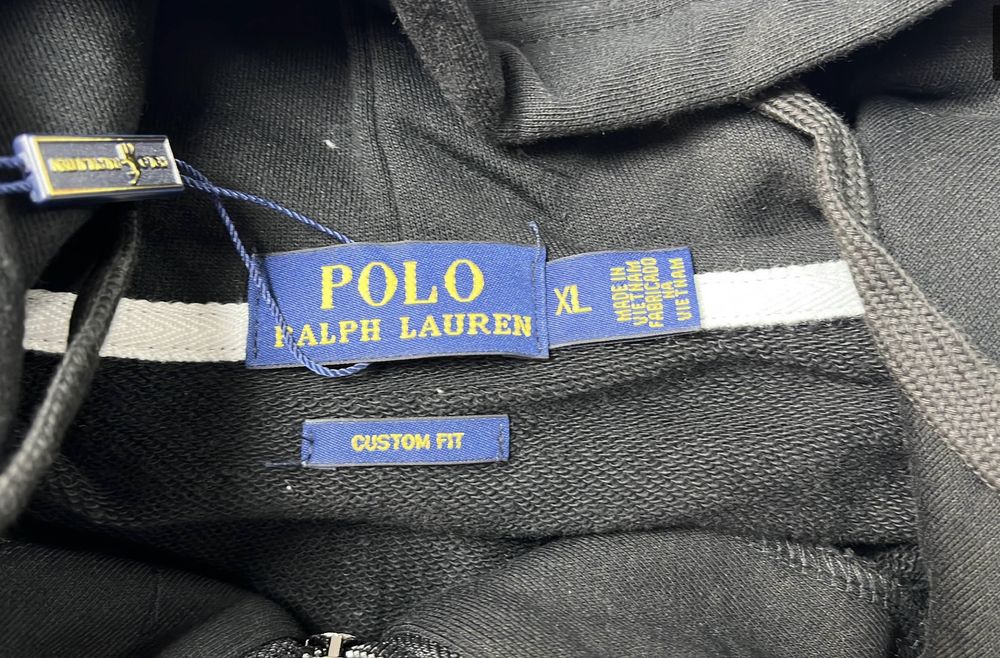 POLO
RALPH LAUREN
XL
MADE IN
VIETNAM
FABRICADO
NA
VIETNAM
CUSTOM FIT